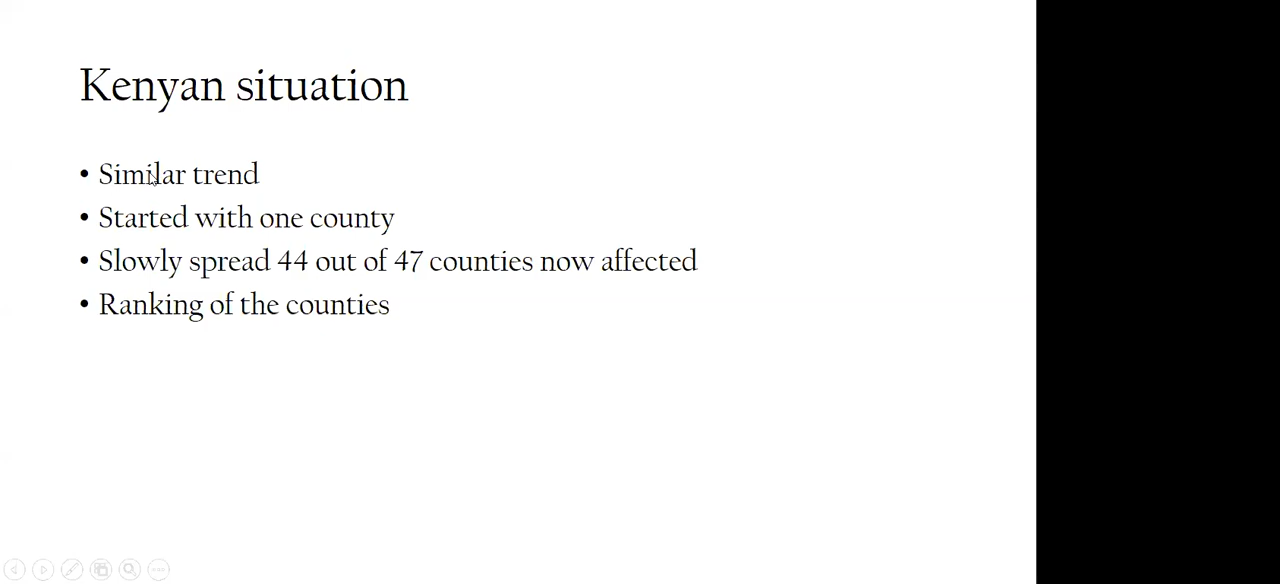 Kenyan situation
• Similar trend
• Started with one county
• Slowly spread 44 out of 47 counties now affected
• Ranking of the counties